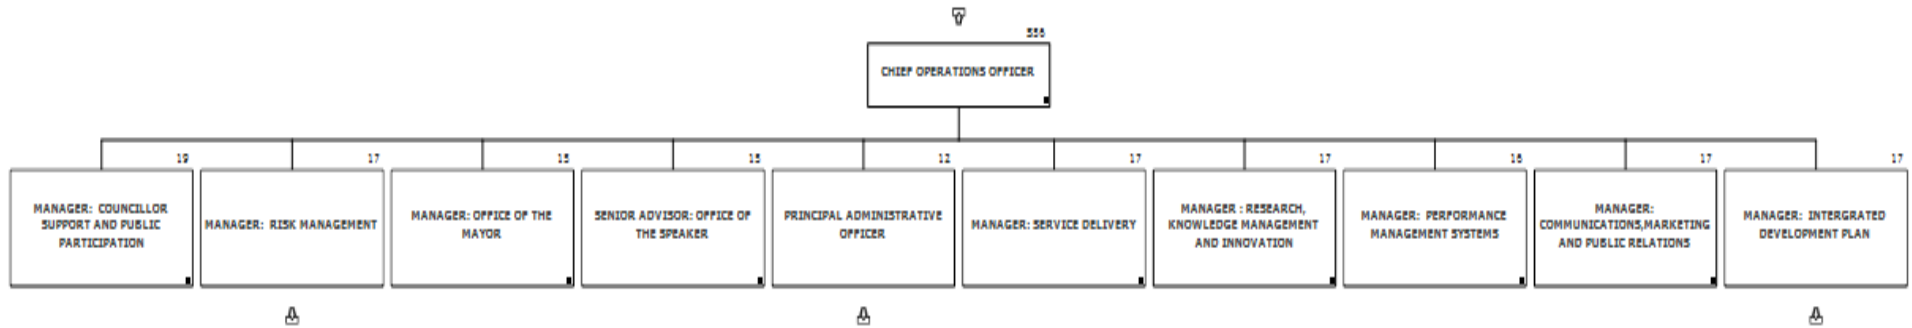 CHIEF OPERATIONS OFFICER
19
MANAGER: COUNCILLOR
SUPPORT AND PUBLIC
PARTICIPATION
17
MANAGER: RISK MANAGEMENT
15
MANAGER: OFFICE OF THE
MAYOR
15
SENIOR ADVISOR: OFFICE OF
THE SPEAKER
12
PRINCIPAL ADMINISTRATIVE
OFFICER
17
MANAGER: SERVICE DELIVERY
17
MANAGER : RESEARCH,
KNOWLEDGE MANAGEMENT
AND INNOVATION
16
MANAGER: PERFORMANCE
MANAGEMENT SYSTEMS
17
MANAGER:
COMMUNICATIONS,MARKETING
AND PUBLIC RELATIONS
17
MANAGER: INTERGRATED
DEVELOPMENT PLAN